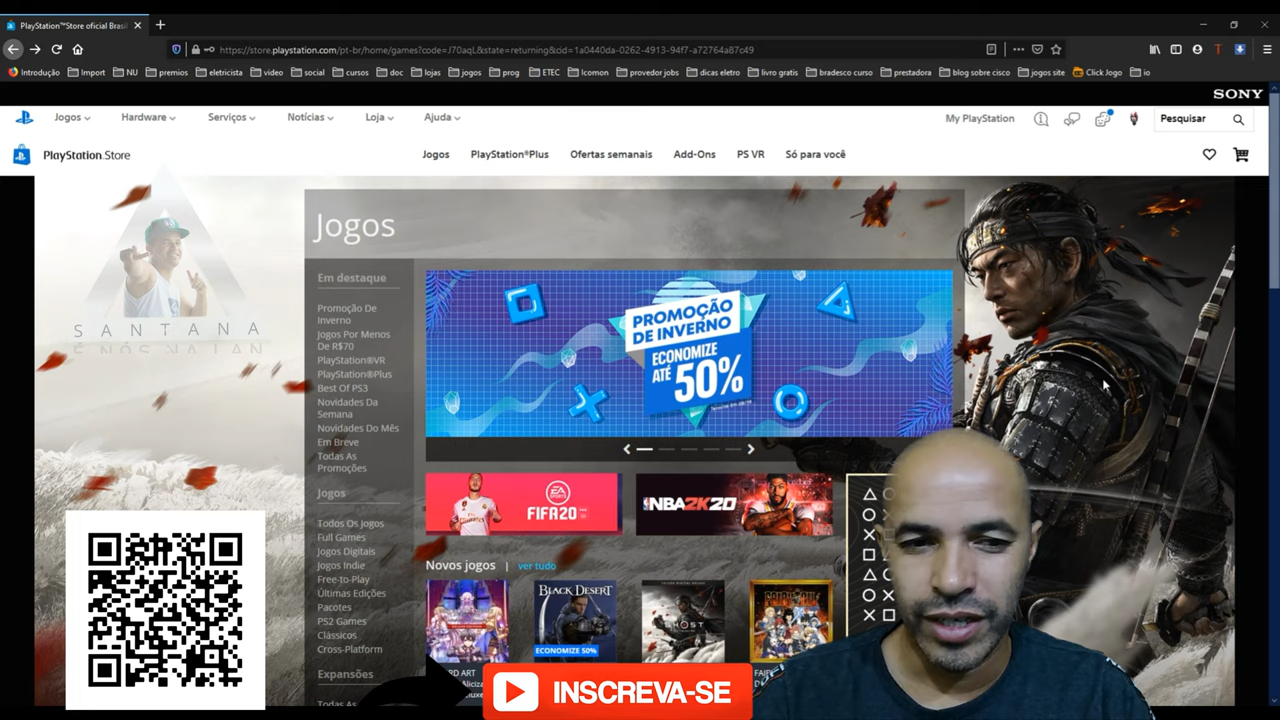 PlayStation™Store oficial Brasil
https://store.playstation.com/pt-br/home/games?code=J70aqL&state=returning&cid=1a0440da-0262-4913-94f7-a72764a87c49
Introdução
Import
NU
premios
eletricista
video
social
cursos
doc
lojas
jogos
prog
ETEC
Icomon
provedor jobs
dicas eletro
livro gratis
bradesco curso
prestadora
blog sobre cisco
jogos site
Click Jogo
io
SONY
Jogos
Hardware
Serviços
Notícias
Loja
Ajuda
My PlayStation
Pesquisar
PlayStation.Store
Jogos
PlayStation®Plus
Ofertas semanais
Add-Ons
PS VR
Só para você
Jogos
Em destaque
Promoção De
Inverno
Jogos Por Menos
De R$70
PlayStation®VR
PlayStation®Plus
Best Of PS3
Novidades Da
Semana
Novidades Do Mês
Em Breve
Todas As
Promoções
Jogos
Todos Os Jogos
Full Games
Jogos Digitais
Jogos Indie
Free-to-Play
Últimas Edições
Pacotes
PS2 Games
Clássicos
Cross-Platform
Expansões
Todas As
PROMOÇÃO
DE INVERNO
ECONOMIZE
ATÉ 50%
EA
SPORTS
FIFA20
NBA2K20
Novos jogos | ver tudo
BLACK DESERT
ECONOMIZE 50%
GHOST
SANTANA
É NÓS NA LAN
INSCREVA-SE